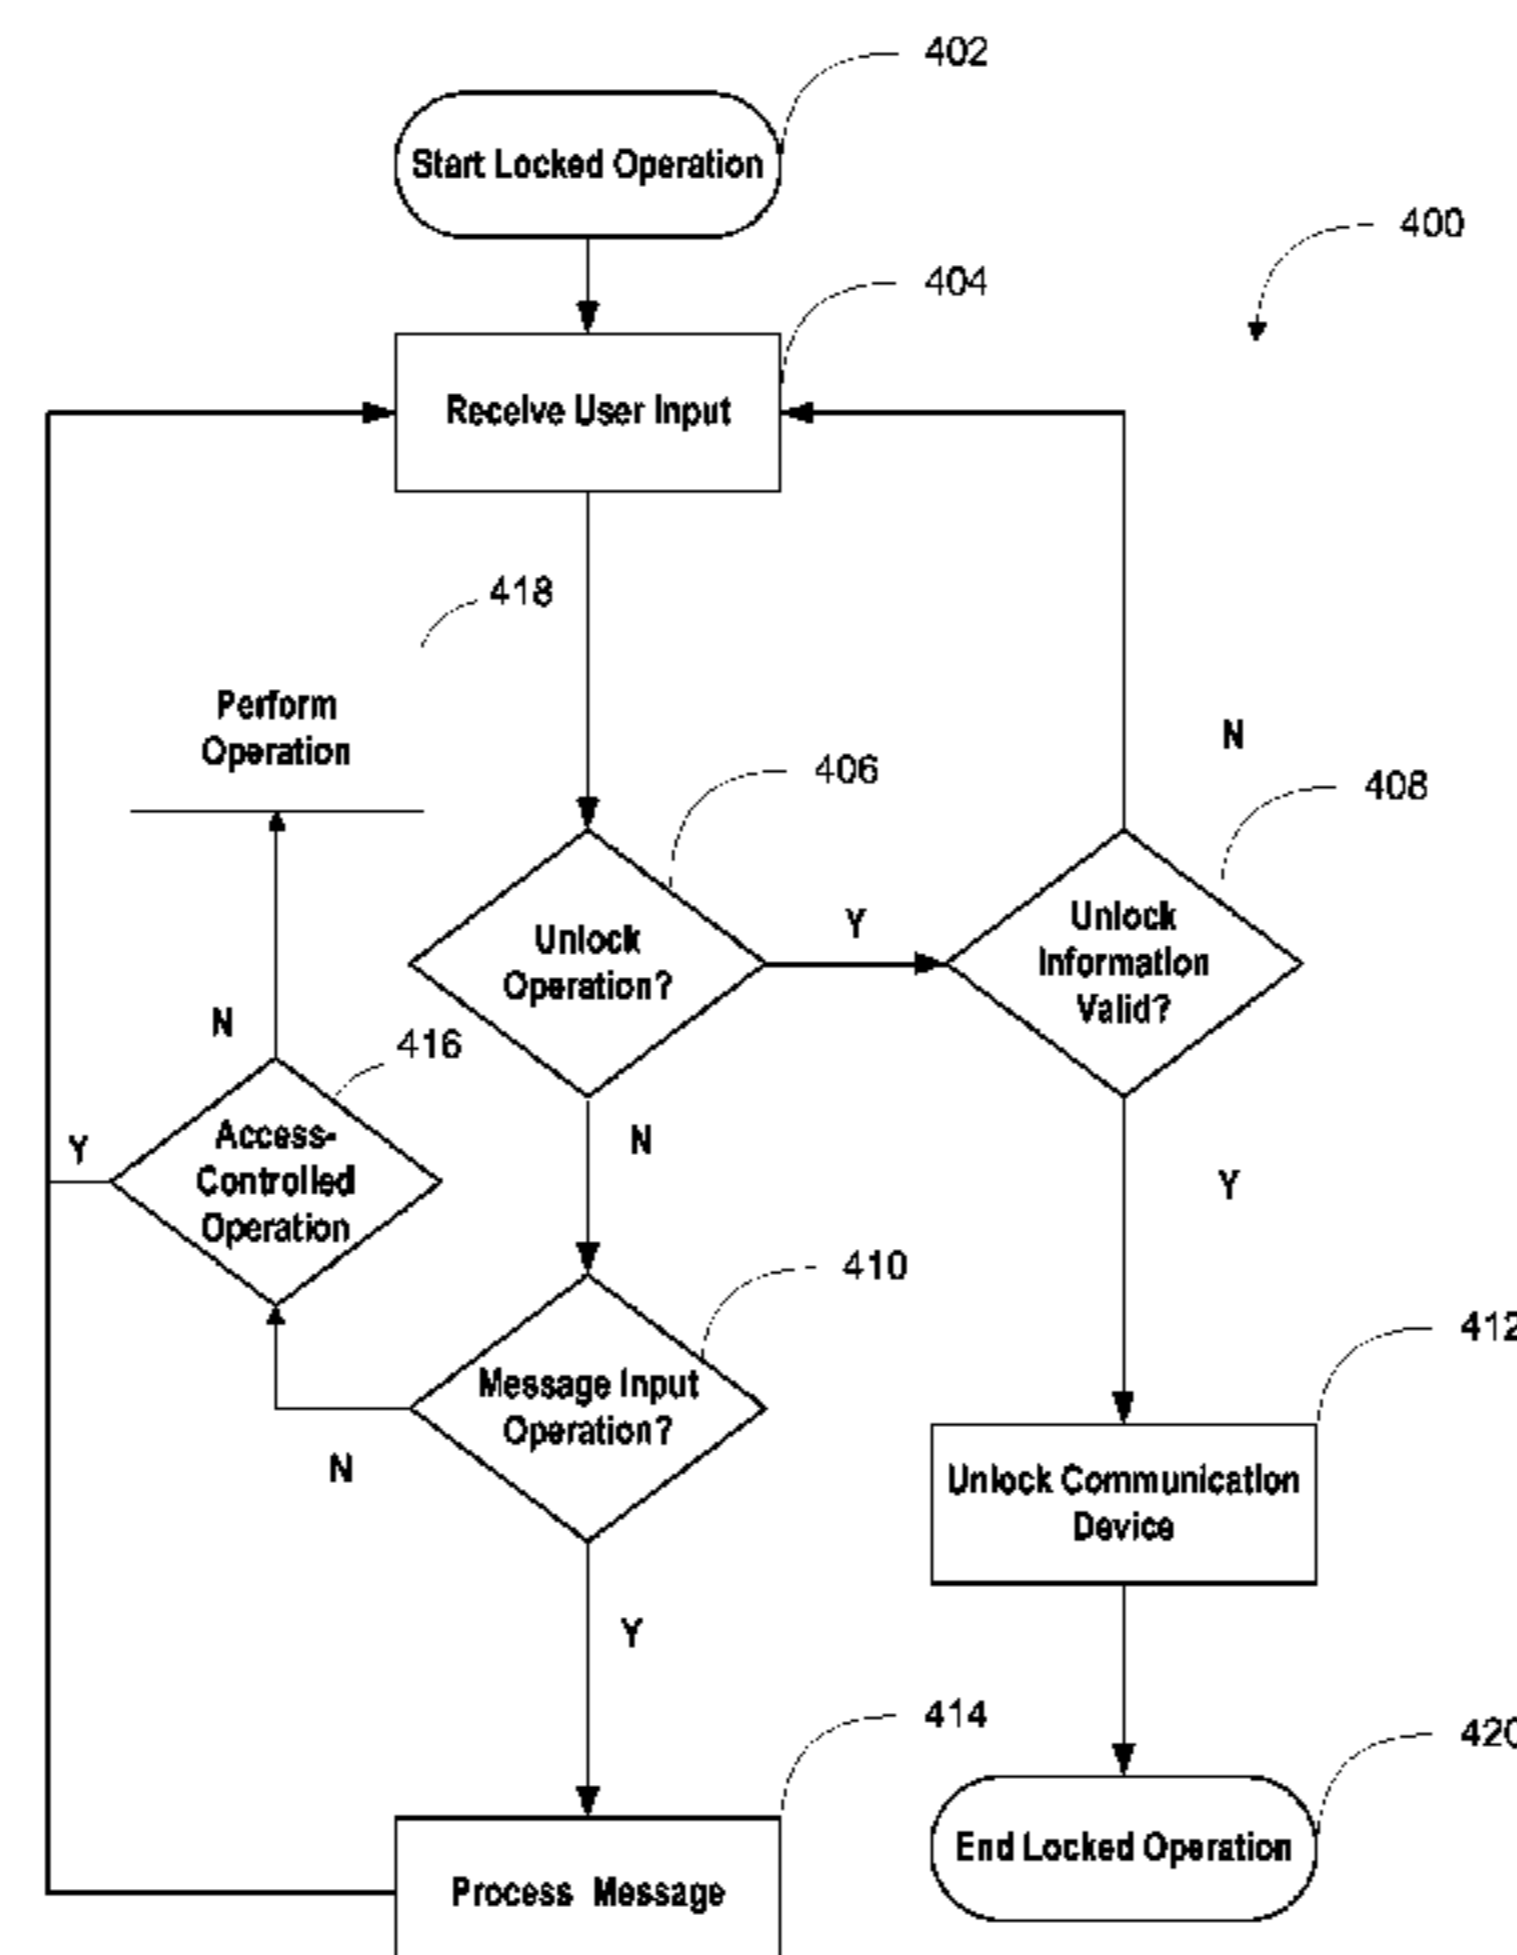 402
Start Locked Operation
400
404
Receive User Input
418
Perform
Operation
N
406
408
Y
Unlock
Operation?
Unlock
Information
Valid?
N
416
Y
Access-
Controlled
Operation
N
Y
410
412
Message Input
Operation?
N
Unlock Communication
Device
Y
414
420
End Locked Operation
Process Message